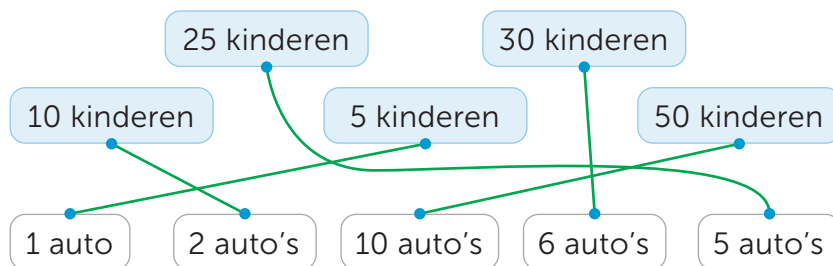 25 kinderen 30 kinderen
10 kinderen 5 kinderen 50 kinderen
1 auto 2 auto’s 10 auto’s 6 auto’s 5 auto’s